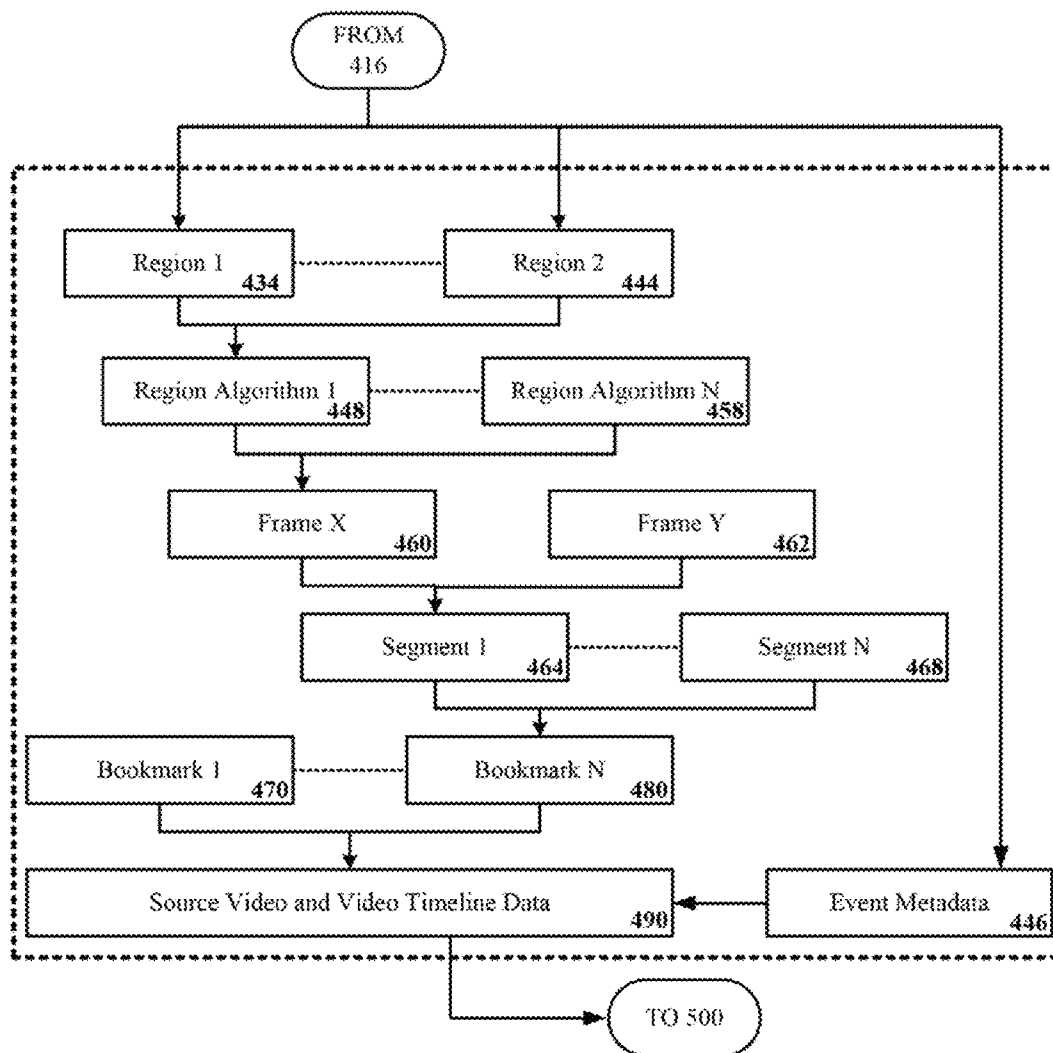 FROM
416
Region 1
434
Region 2
444
Region Algorithm 1
448
Region Algorithm N
458
Frame X
460
Frame Y
462
Segment 1
464
Segment N
468
Bookmark 1
470
Bookmark N
480
Source Video and Video Timeline Data
490
Event Metadata
446
TO 500